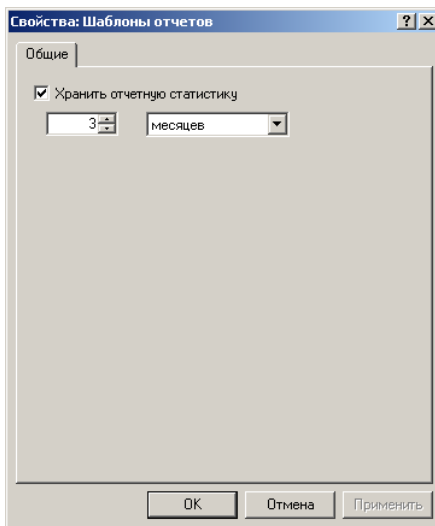 Свойства: Шаблоны отчетов
Общие
Хранить отчетную статистику
3 месяцев
OK Отмена Применить